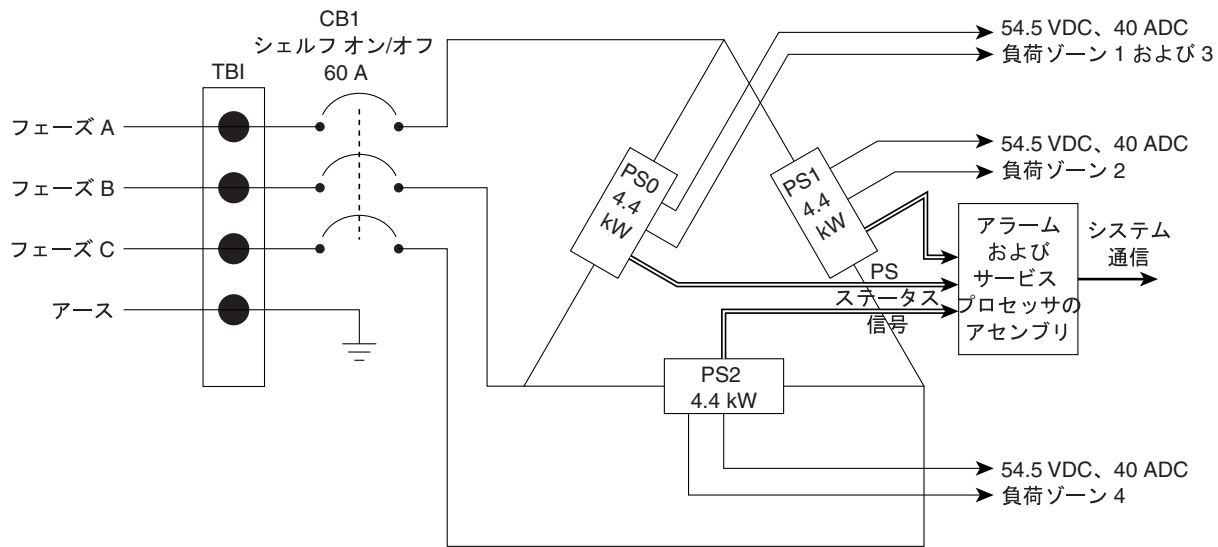 CB1
シェルフ オン/オフ
60 A
TBI
フェーズ A
フェーズ B
フェーズ C
アース
54.5 VDC、40 ADC
負荷ゾーン 1 および 3
54.5 VDC、40 ADC
負荷ゾーン 2
PS0
4.4
kW
PS1
4.4
kW
PS
ステータス
信号
アラーム
および
サービス
プロセッサの
アセンブリ
システム
通信
PS2
4.4 kW
54.5 VDC、40 ADC
負荷ゾーン 4